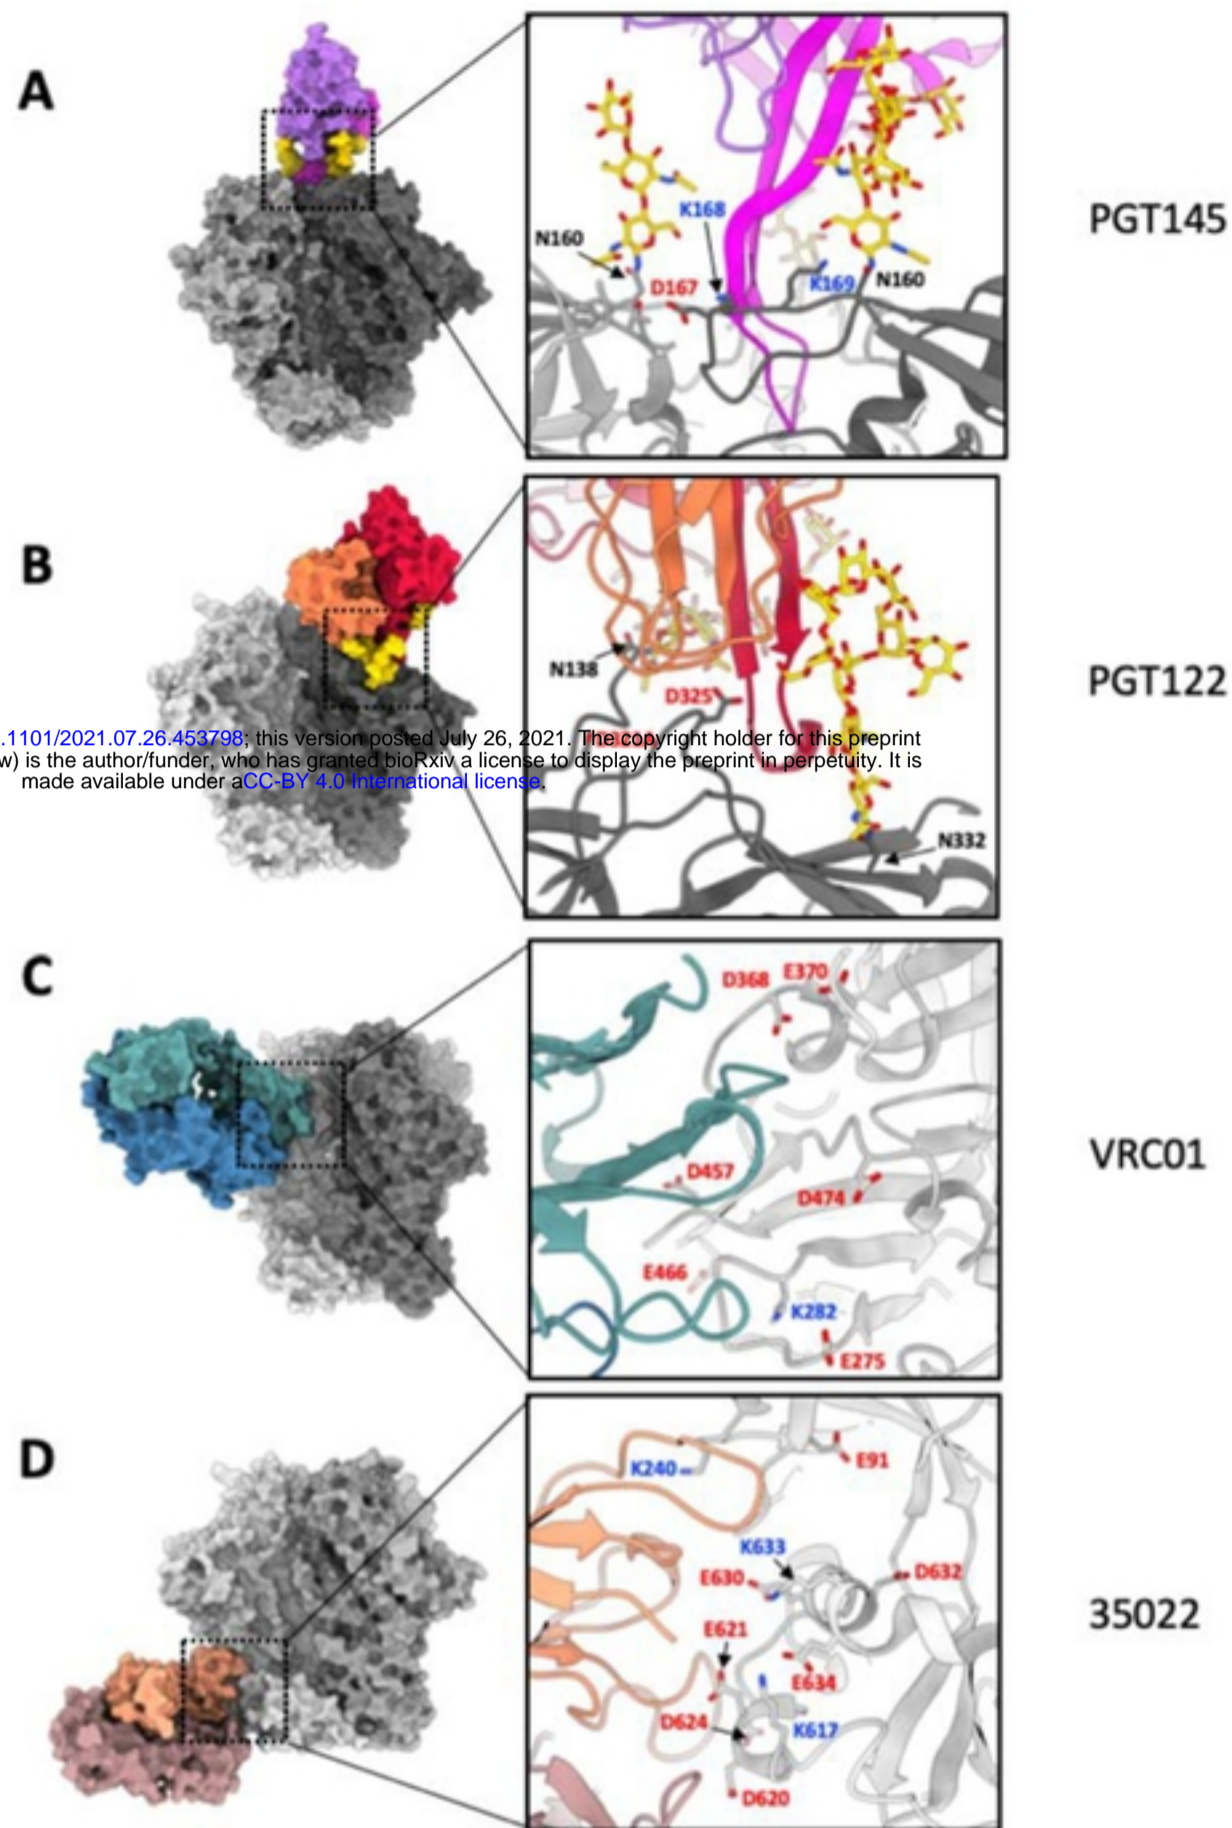 A
K168
N160
D167
K169
N160
PGT145
B
N138
D325
N332
PGT122
.1101/2021.07.26.453798; this version posted July 26, 2021. The copyright holder for this preprint
w) is the author/funder, who has granted bioRxiv a license to display the preprint in perpetuity. It is
made available under aCC-BY 4.0 International license.
C
D368 E370
D457
D474
E466
K282
E275
VRC01
D
K240
E91
K633
E630
D632
E621
E634
D624
K617
D620
35022